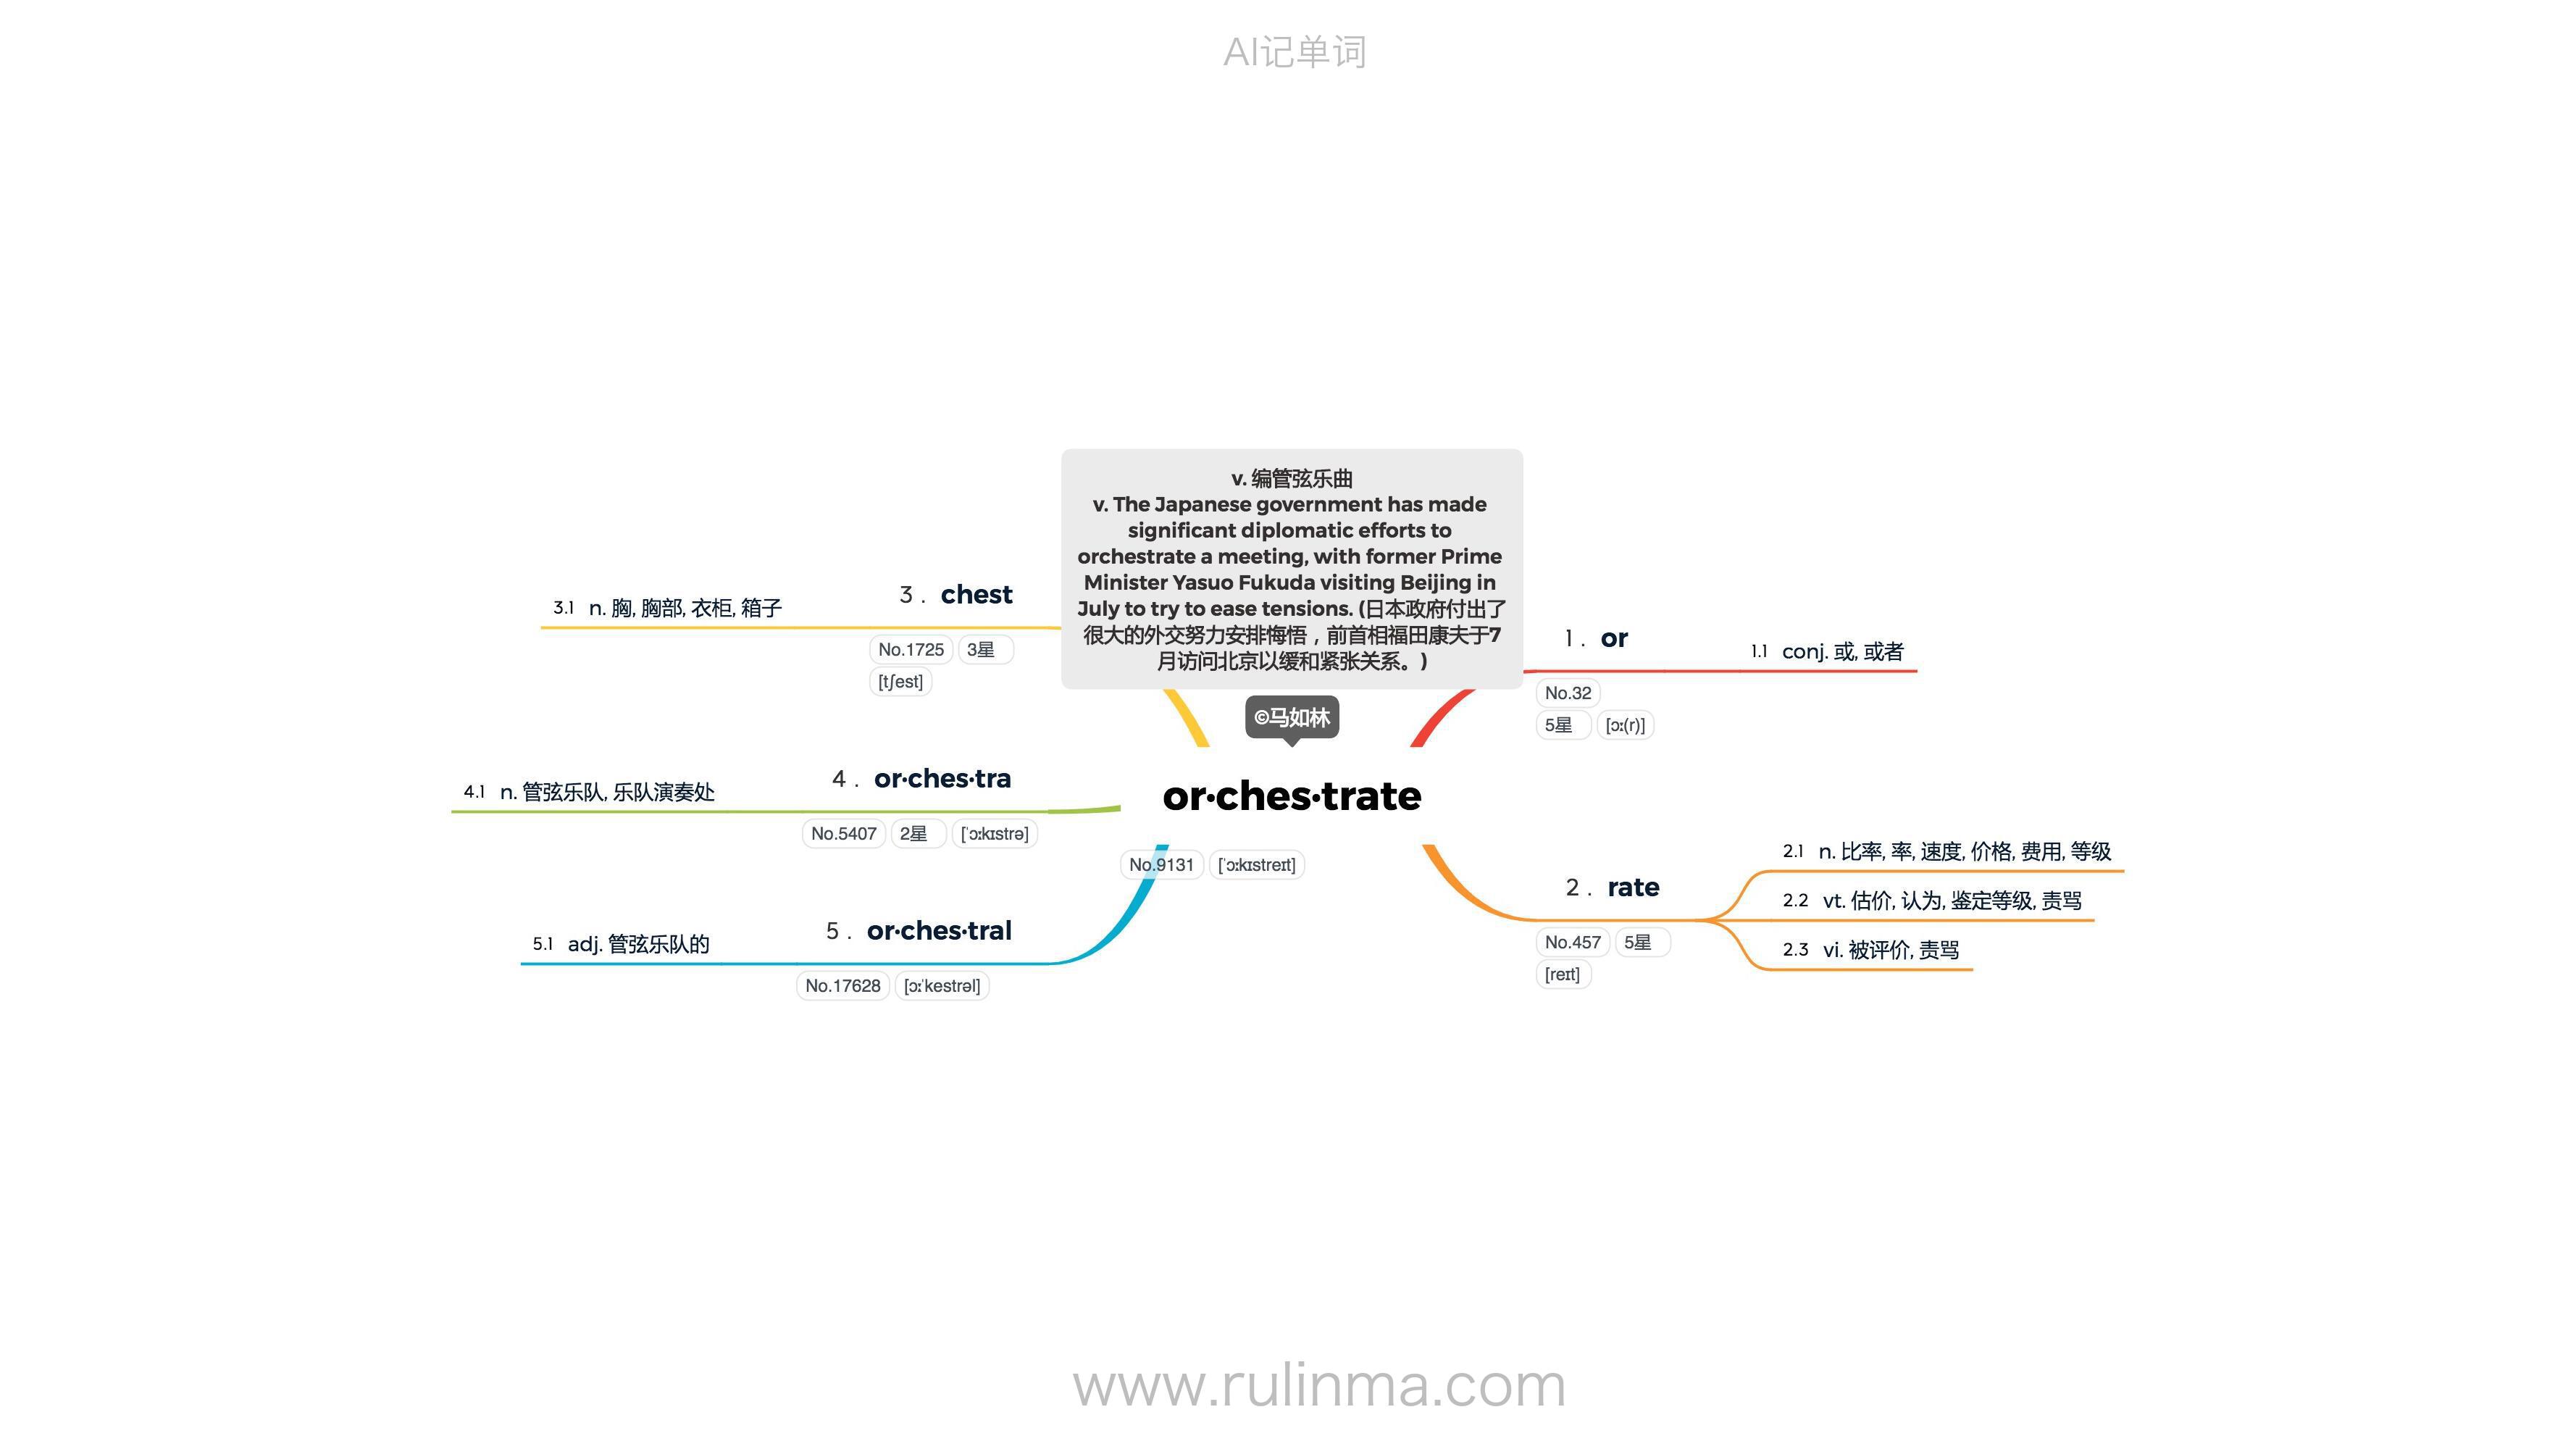 AI记单词
v. 编管弦乐曲
v. The Japanese government has made
significant diplomatic efforts to
orchestrate a meeting, with former Prime
Minister Yasuo Fukuda visiting Beijing in
July to try to ease tensions. (日本政府付出了
很大的外交努力安排悔悟，前首相福田康夫于7
月访问北京以缓和紧张关系。)
©马如林
or·ches·trate
No.9131 [ˈɔːkɪstreɪt]
1 . or
No.32
5星 [ɔː(r)]
1.1 conj. 或, 或者
2 . rate
No.457 5星
[reɪt]
2.1 n. 比率, 率, 速度, 价格, 费用, 等级
2.2 vt. 估价, 认为, 鉴定等级, 责骂
2.3 vi. 被评价, 责骂
3 . chest
No.1725 3星
[tʃest]
3.1 n. 胸, 胸部, 衣柜, 箱子
4 . or·ches·tra
No.5407 2星 [ˈɔːkɪstrə]
4.1 n. 管弦乐队, 乐队演奏处
5 . or·ches·tral
No.17628 [ɔːˈkestrəl]
5.1 adj. 管弦乐队的
www.rulinma.com